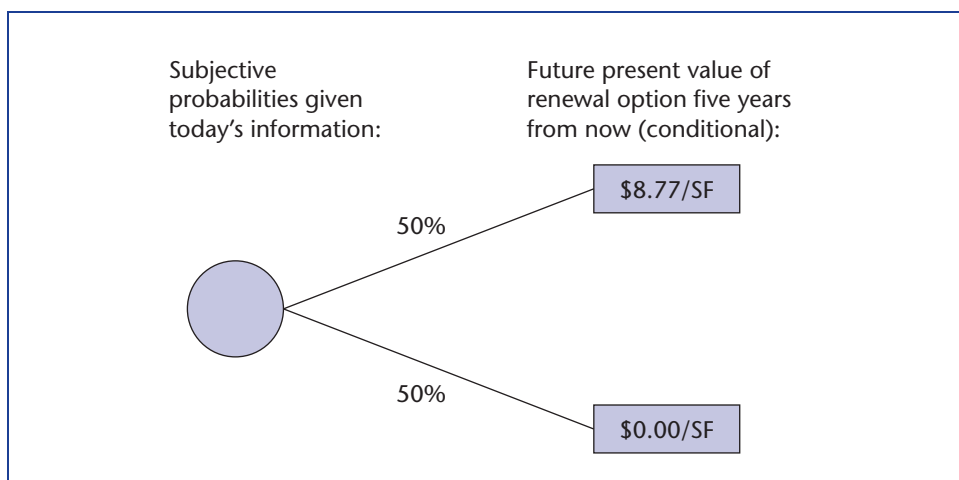 Subjective
probabilities given
today's information:
Future present value of
renewal option five years
from now (conditional):
$8.77/SF
50%
50%
$0.00/SF